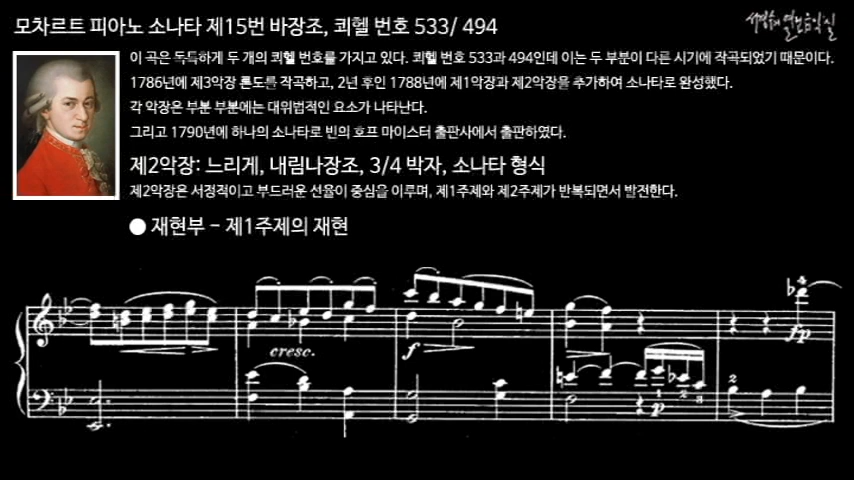 모차르트 피아노 소나타 제15번 바장조, 쾨헬 번호 533/ 494
서정원의 열린음악실
이 곡은 독특하게 두 개의 쾨헬 번호를 가지고 있다. 쾨헬 번호 533과 494인데 이는 두 부분이 다른 시기에 작곡되었기 때문이다.
1786년에 제3악장 론도를 작곡하고, 2년 후인 1788년에 제1악장과 제2악장을 추가하여 소나타로 완성했다.
각 악장은 부분 부분에는 대위법적인 요소가 나타난다.
그리고 1790년에 하나의 소나타로 빈의 호프 마이스터 출판사에서 출판하였다.
제2악장: 느리게, 내림나장조, 3/4 박자, 소나타 형식
제2악장은 서정적이고 부드러운 선율이 중심을 이루며, 제1주제와 제2주제가 반복되면서 발전한다.
● 재현부 – 제1주제의 재현
cresc. f fp
p 1 2 3 2